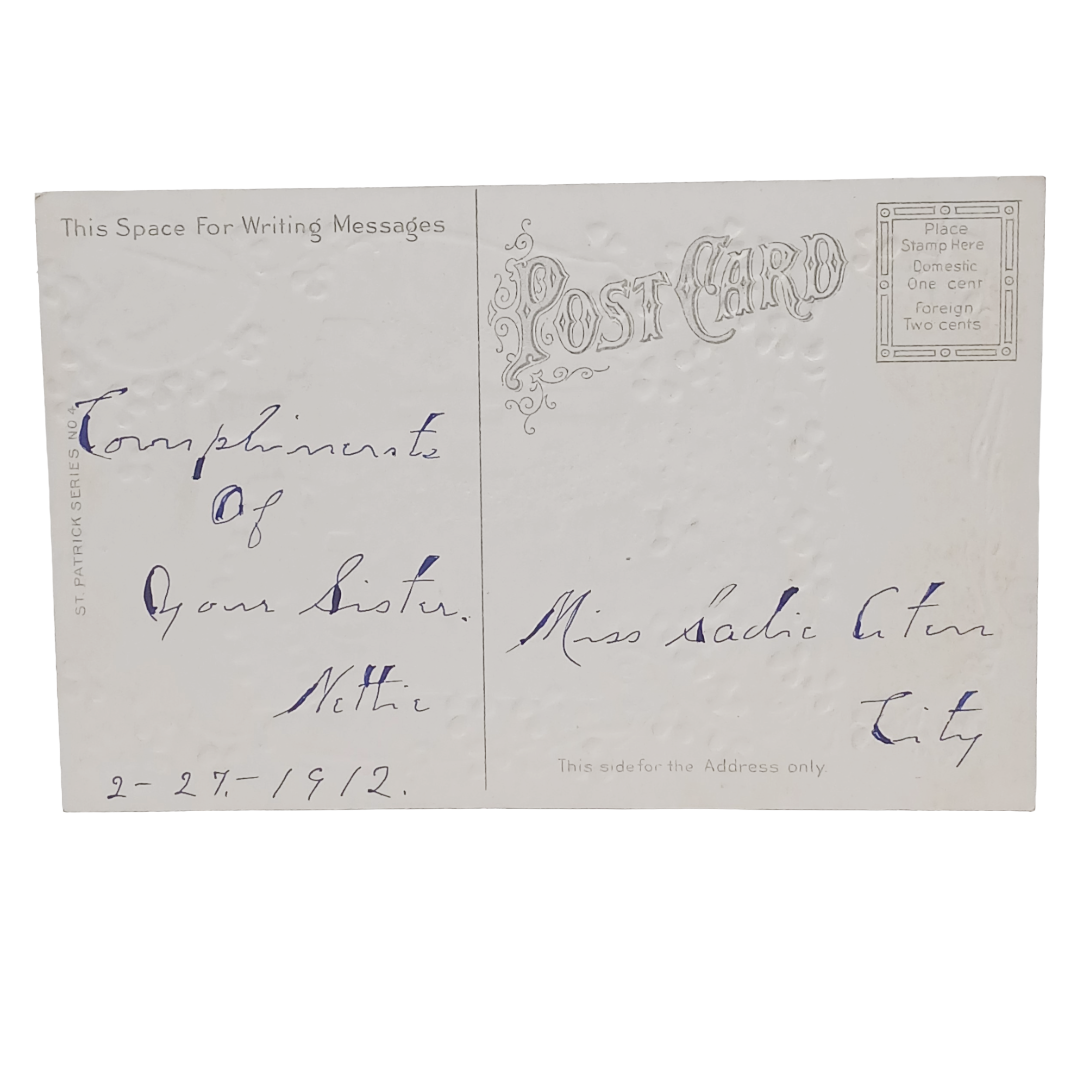 This Space For Writing Messages
ST. PATRICK SERIES NO 4
Compliments
Of
Your Sister.
Nettie
2-27.-1912.
POST CARD
Place
Stamp Here
Domestic
One cent
Foreign
Two cents
Miss Sadie Aten
City
This side for the Address only.